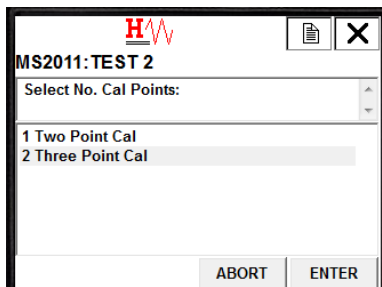 H
MS2011:TEST 2
Select No. Cal Points:
1 Two Point Cal
2 Three Point Cal
ABORT ENTER